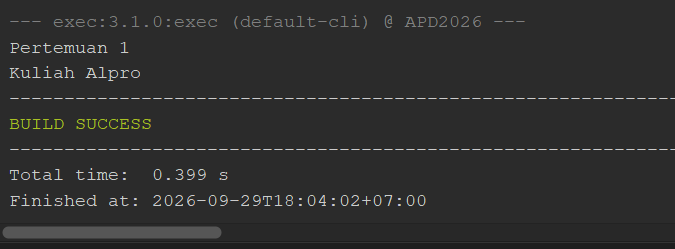 --- exec:3.1.0:exec (default-cli) @ APD2026 ---
Pertemuan 1
Kuliah Alpro
------------------------------------------------------------------------
BUILD SUCCESS
------------------------------------------------------------------------
Total time:  0.399 s
Finished at: 2026-09-29T18:04:02+07:00